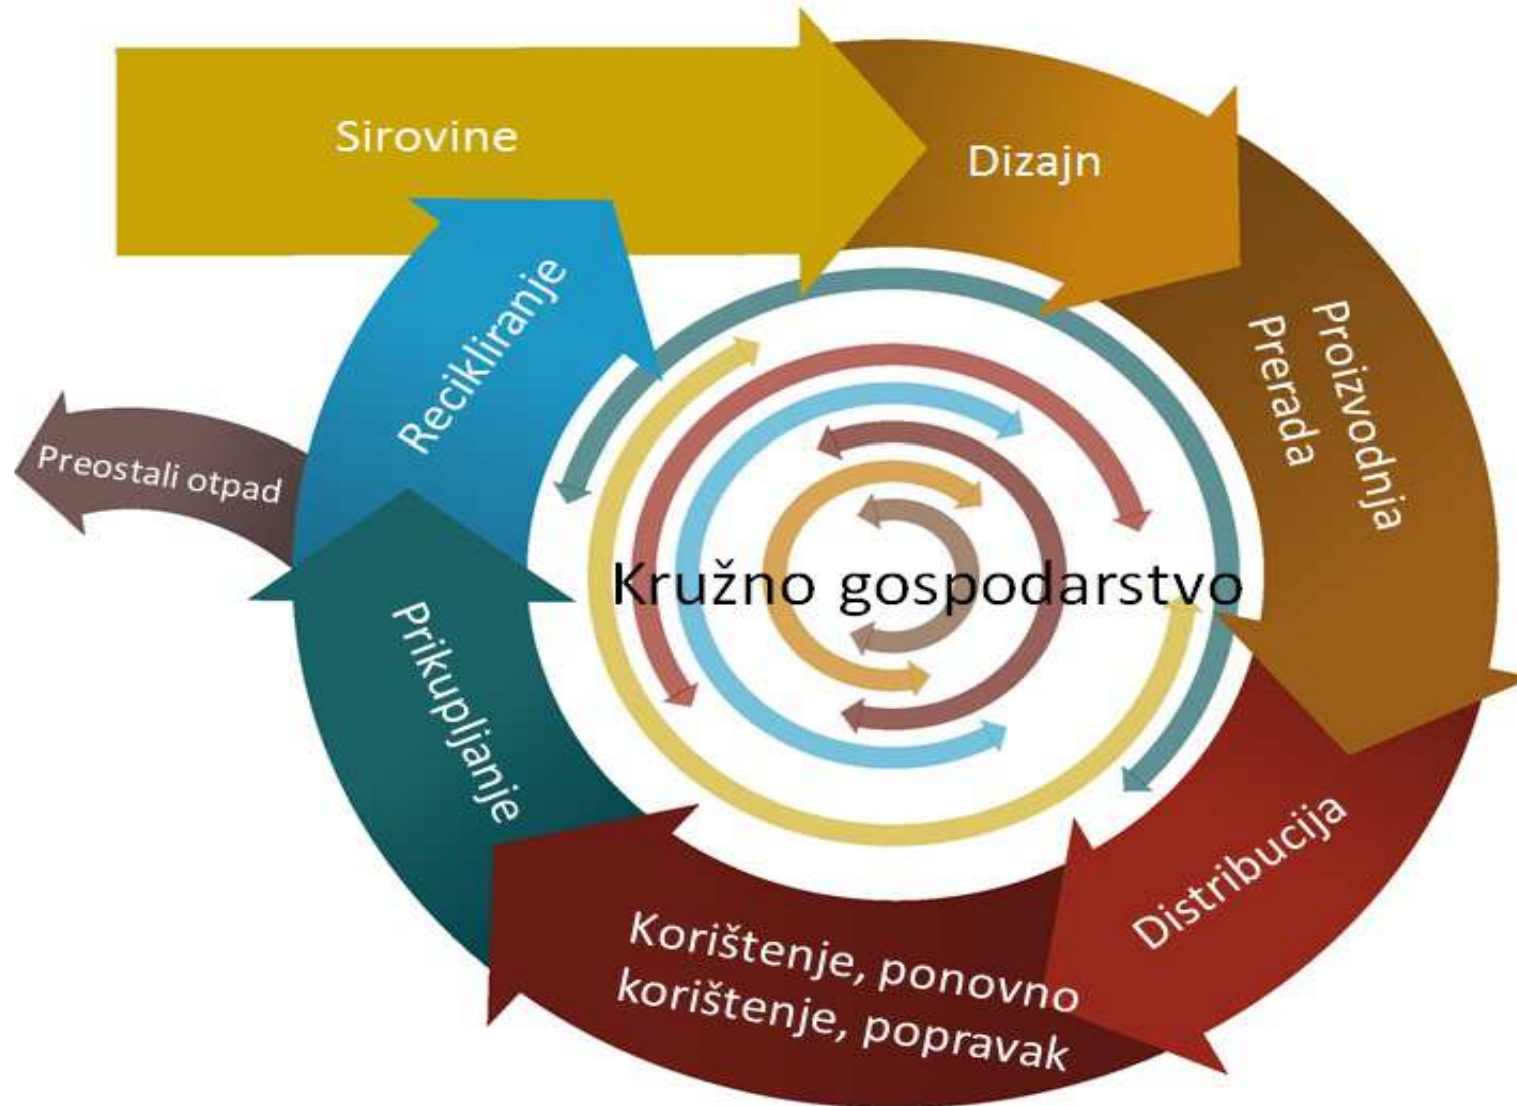 Sirovine
Dizajn
Proizvodnja
Prerada
Distribucija
Korištenje, ponovno
korištenje, popravak
Prikupljanje
Recikliranje
Preostali otpad
Kružno gospodarstvo